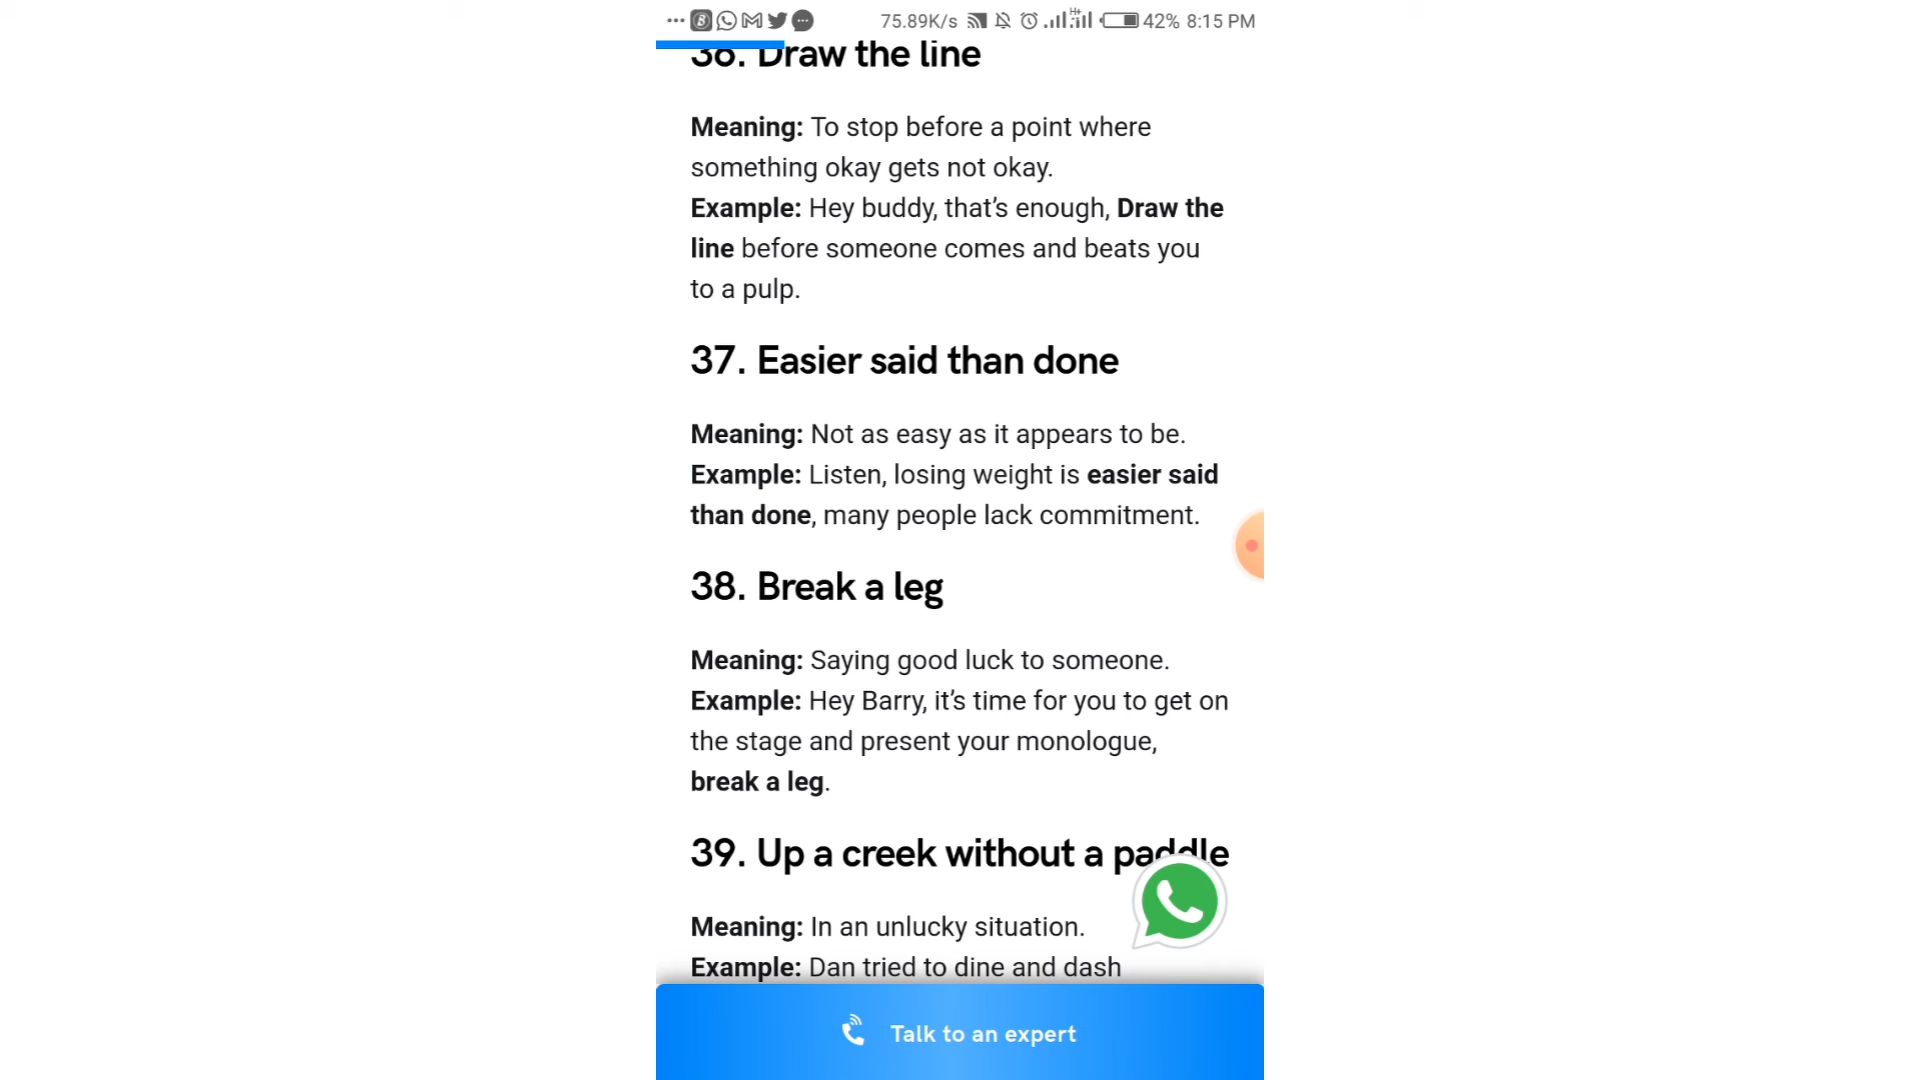 75.89K/s 42% 8:15 PM
36. Draw the line
Meaning: To stop before a point where
something okay gets not okay.
Example: Hey buddy, that’s enough, Draw the
line before someone comes and beats you
to a pulp.
37. Easier said than done
Meaning: Not as easy as it appears to be.
Example: Listen, losing weight is easier said
than done, many people lack commitment.
38. Break a leg
Meaning: Saying good luck to someone.
Example: Hey Barry, it’s time for you to get on
the stage and present your monologue,
break a leg.
39. Up a creek without a paddle
Meaning: In an unlucky situation.
Example: Dan tried to dine and dash
Talk to an expert